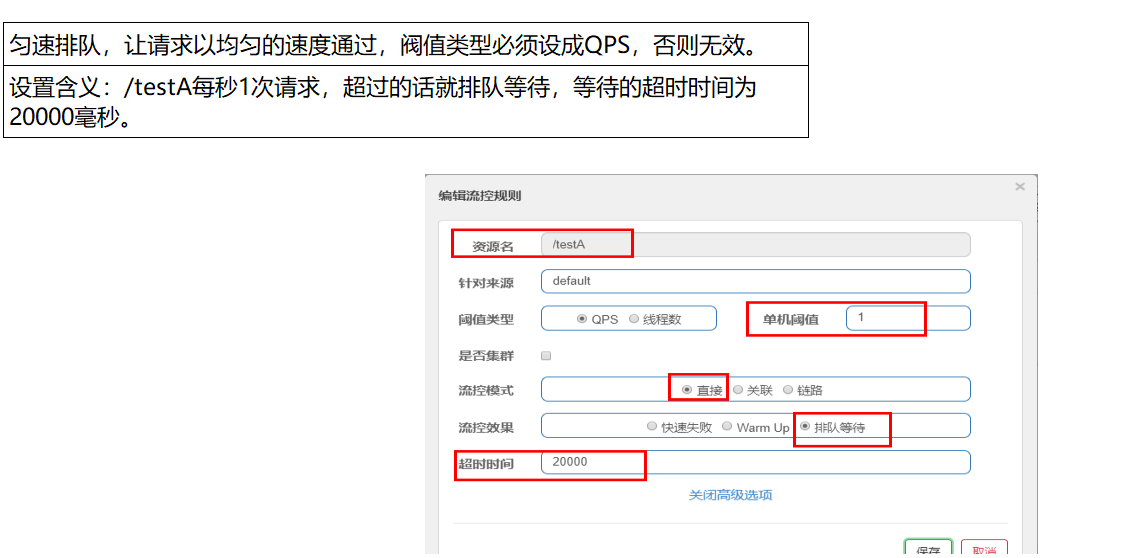 匀速排队，让请求以均匀的速度通过，阀值类型必须设成QPS，否则无效。
设置含义：/testA每秒1次请求，超过的话就排队等待，等待的超时时间为
20000毫秒。
编辑流控规则 ×
资源名 /testA
针对来源 default
阈值类型 QPS 线程数 单机阈值 1
是否集群
流控模式 直接 关联 链路
流控效果 快速失败 Warm Up 排队等待
超时时间 20000
关闭高级选项
保存 取消